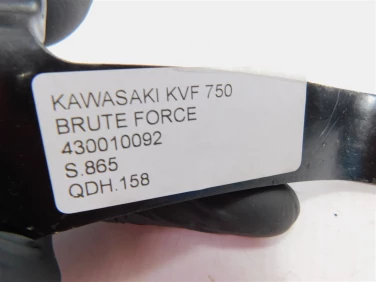 KAWASAKI KVF 750
BRUTE FORCE
430010092
S.865
QDH.158